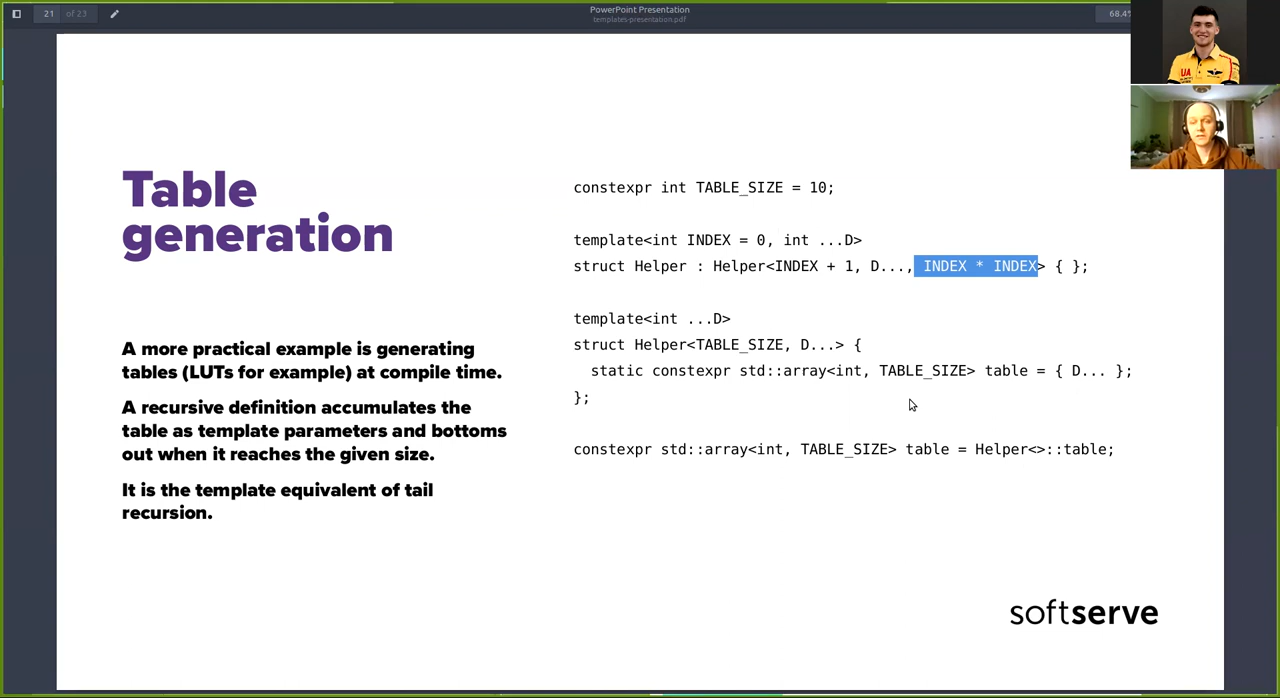 21 of 23
PowerPoint Presentation
templates-presentation.pdf
68.4%
UA
Table
generation
A more practical example is generating
tables (LUTs for example) at compile time.
A recursive definition accumulates the
table as template parameters and bottoms
out when it reaches the given size.
It is the template equivalent of tail
recursion.
constexpr int TABLE_SIZE = 10;
template<int INDEX = 0, int ...D>
struct Helper : Helper<INDEX + 1, D..., INDEX * INDEX> { };
template<int ...D>
struct Helper<TABLE_SIZE, D...> {
static constexpr std::array<int, TABLE_SIZE> table = { D... };
};
constexpr std::array<int, TABLE_SIZE> table = Helper<>::table;
softserve